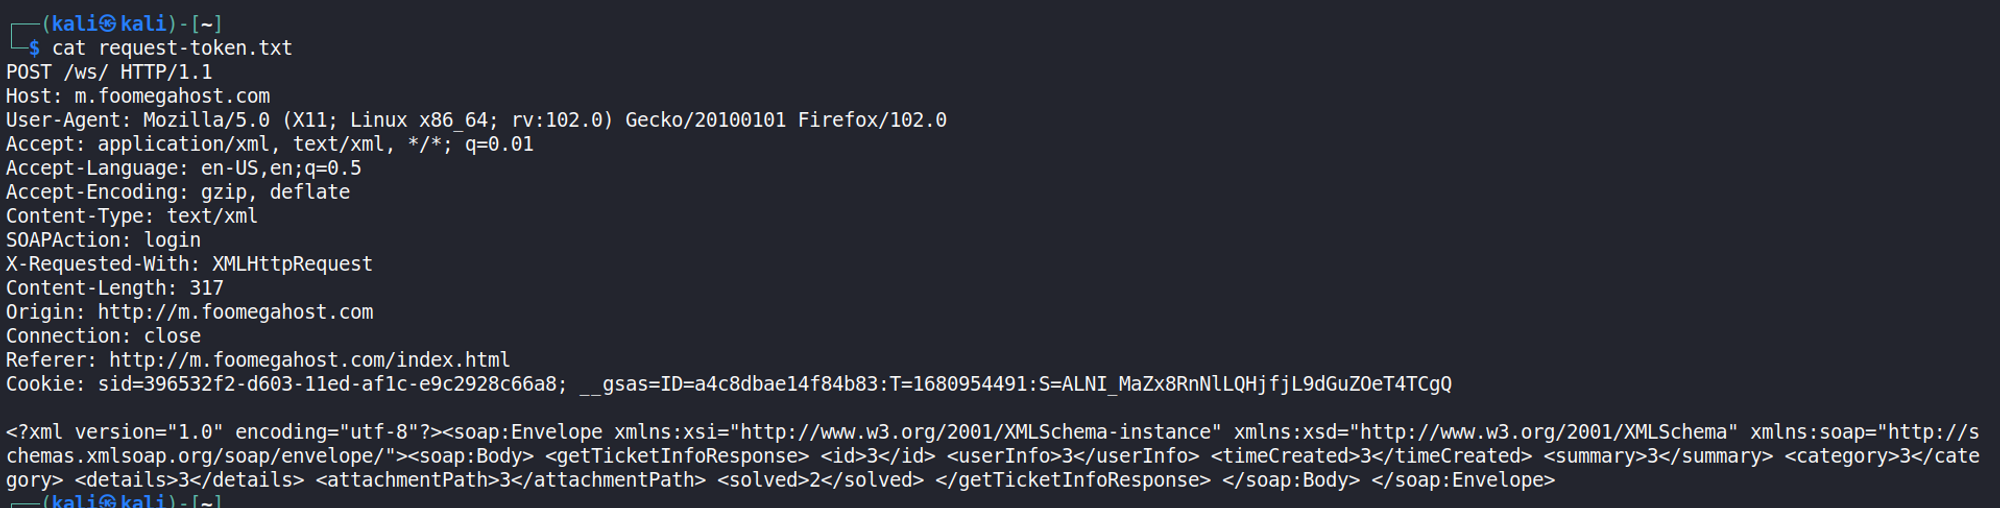 ┌──(kali㉿kali)-[~]
└─$ cat request-token.txt
POST /ws/ HTTP/1.1
Host: m.foomegahost.com
User-Agent: Mozilla/5.0 (X11; Linux x86_64; rv:102.0) Gecko/20100101 Firefox/102.0
Accept: application/xml, text/xml, */*; q=0.01
Accept-Language: en-US,en;q=0.5
Accept-Encoding: gzip, deflate
Content-Type: text/xml
SOAPAction: login
X-Requested-With: XMLHttpRequest
Content-Length: 317
Origin: http://m.foomegahost.com
Connection: close
Referer: http://m.foomegahost.com/index.html
Cookie: sid=396532f2-d603-11ed-af1c-e9c2928c66a8; __gsas=ID=a4c8dbae14f84b83:T=1680954491:S=ALNI_MaZx8RnNlLQHjfjL9dGuZOeT4TCgQ

<?xml version="1.0" encoding="utf-8"?><soap:Envelope xmlns:xsi="http://www.w3.org/2001/XMLSchema-instance" xmlns:xsd="http://www.w3.org/2001/XMLSchema" xmlns:soap="http://s
chemas.xmlsoap.org/soap/envelope/"><soap:Body> <getTicketInfoResponse> <id>3</id> <userInfo>3</userInfo> <timeCreated>3</timeCreated> <summary>3</summary> <category>3</cate
gory> <details>3</details> <attachmentPath>3</attachmentPath> <solved>2</solved> </getTicketInfoResponse> </soap:Body> </soap:Envelope>
┌──(kali㉿kali)-[~]